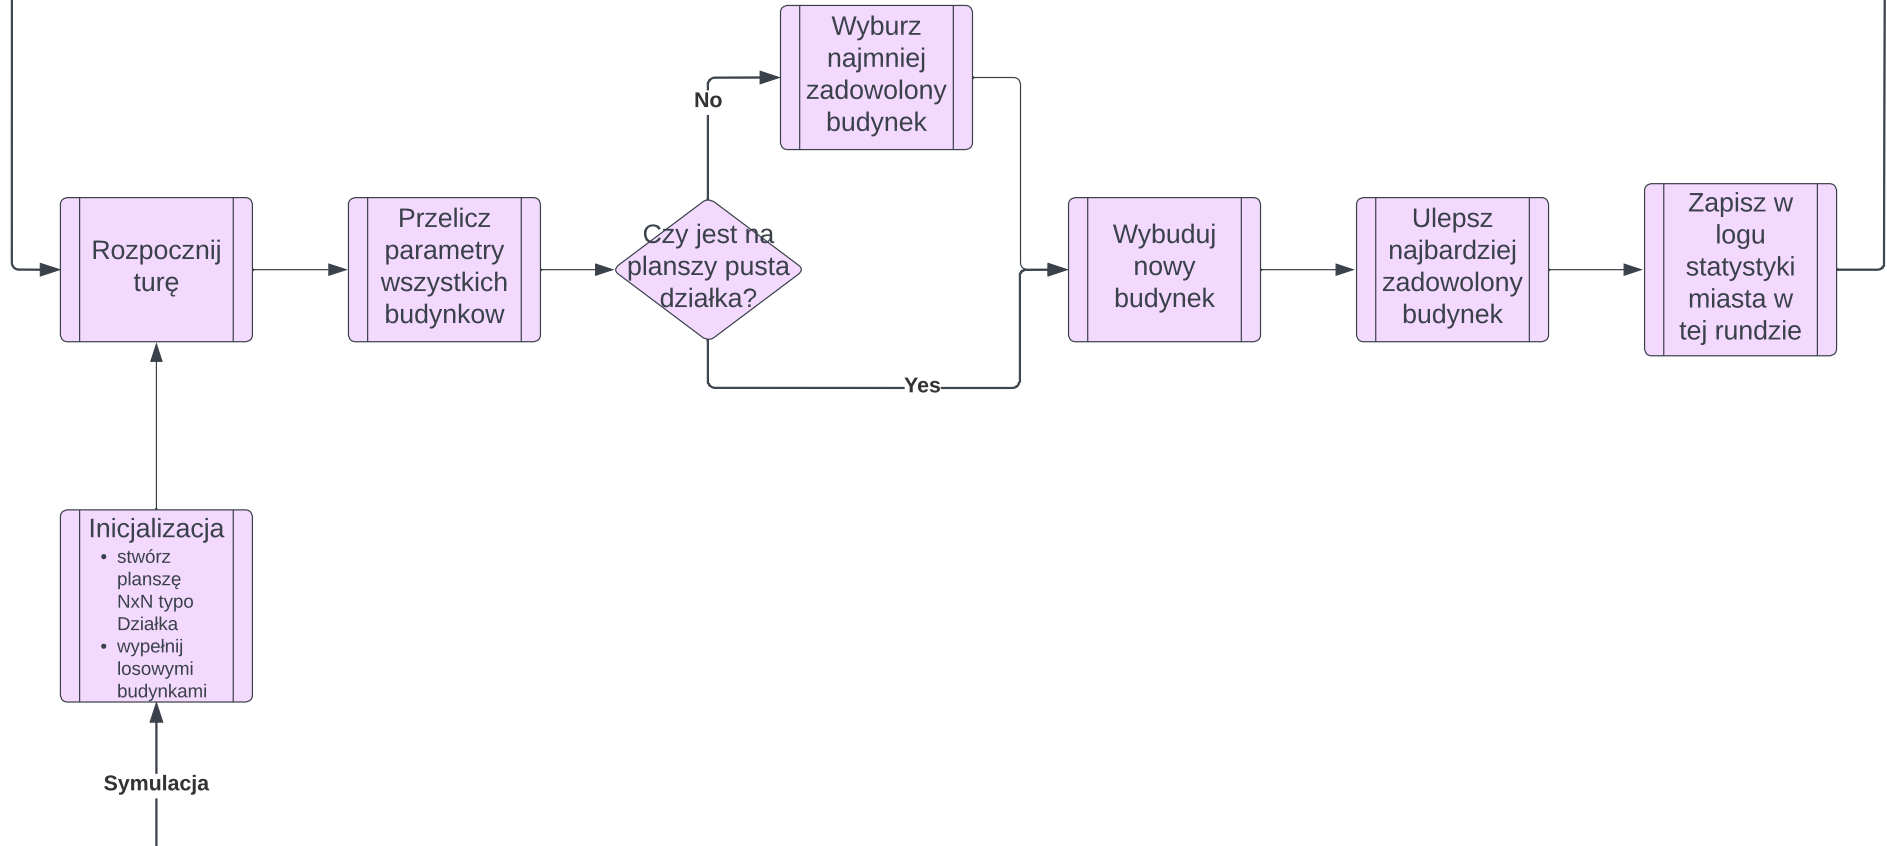 Wyburz
najmniej
zadowolony
budynek
No
Rozpocznij
turę
Przelicz
parametry
wszystkich
budynkow
Czy jest na
planszy pusta
działka?
Wybuduj
nowy
budynek
Ulepsz
najbardziej
zadowolony
budynek
Zapisz w
logu
statystyki
miasta w
tej rundzie
Yes
Inicjalizacja
• stwórz
planszę
NxN typo
Działka
• wypełnij
losowymi
budynkami
Symulacja